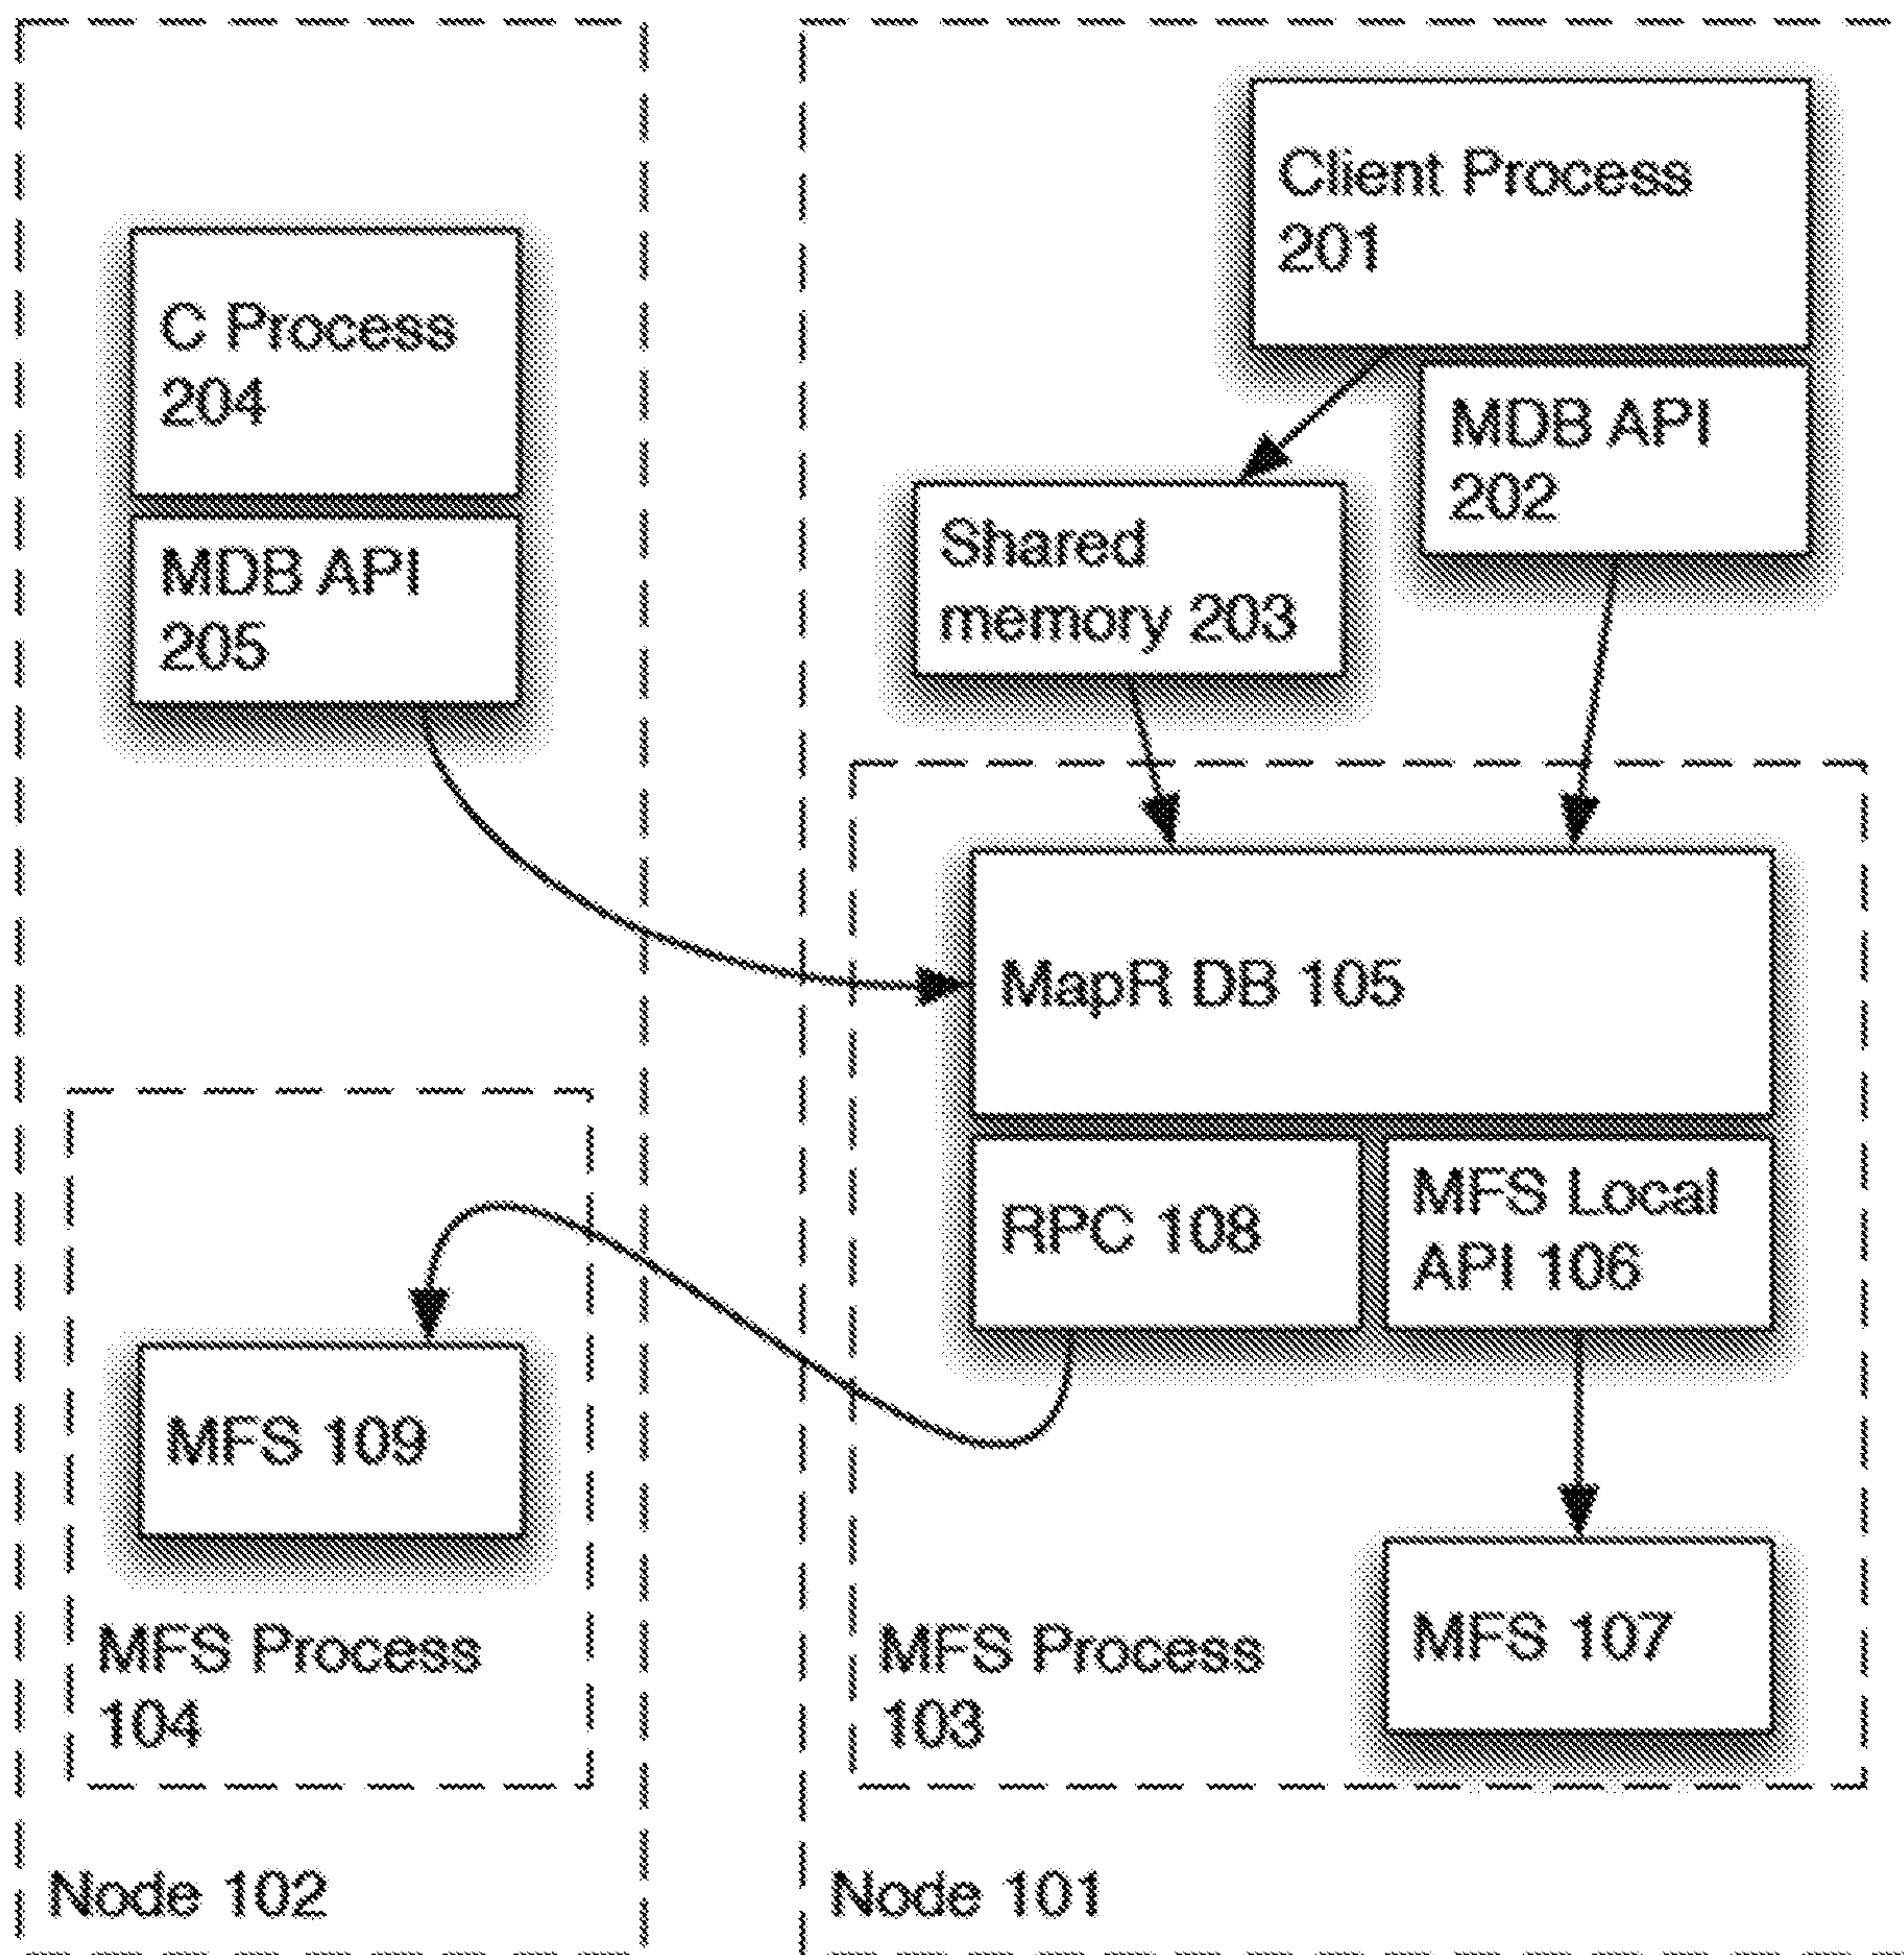 C Process
204
MDB API
205
MFS 109
MFS Process
104
Node 102
Client Process
201
MDB API
202
Shared
memory 203
MapR DB 105
RPC 108
MFS Local
API 106
MFS 107
MFS Process
103
Node 101